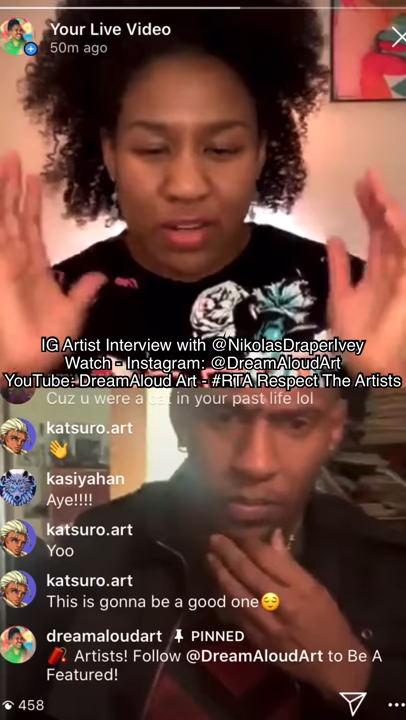 Your Live Video
50m ago
IG Artist Interview with @NikolasDraperIvey
Watch - Instagram: @DreamAloudArt
YouTube: DreamAloud Art - #RTA Respect The Artists
Cuz u were a cat in your past life lol
katsuro.art
👋
kasiyahan
Aye!!!!
katsuro.art
Yoo
katsuro.art
This is gonna be a good one😌
dreamaloudart 📌 PINNED
🧧 Artists! Follow @DreamAloudArt to Be A
Featured!
458